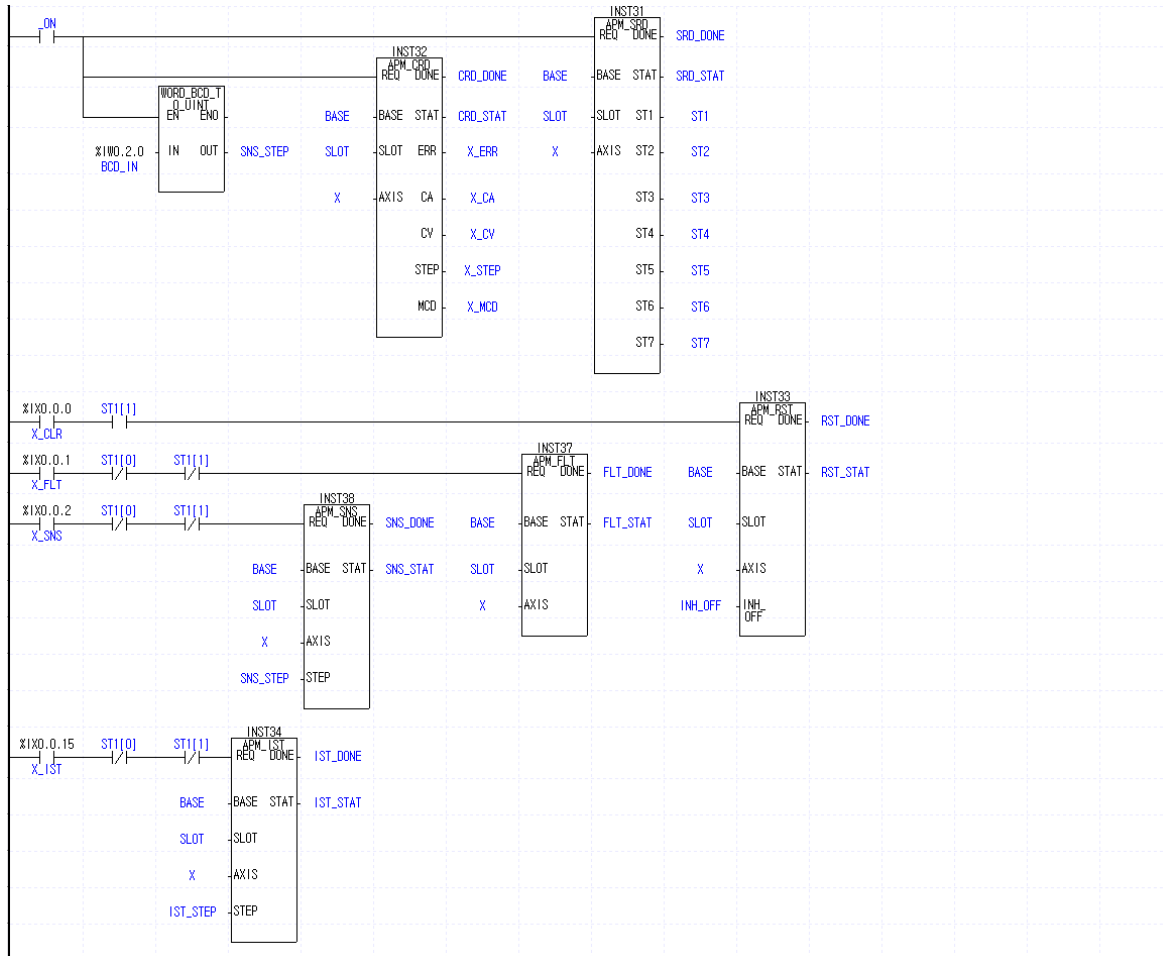 INST31
_ON APM_SRD
REQ DONE SRD_DONE
INST32
APM_CRD
REQ DONE CRD_DONE BASE BASE STAT SRD_STAT
WORD_BCD_T
O_UINT
EN ENO BASE BASE STAT CRD_STAT SLOT SLOT ST1 ST1
%IW0.2.0 IN OUT SNS_STEP SLOT SLOT ERR X_ERR X AXIS ST2 ST2
BCD_IN
X AXIS CA X_CA ST3 ST3
CV X_CV ST4 ST4
STEP X_STEP ST5 ST5
MCD X_MCD ST6 ST6
ST7 ST7
INST33
%IX0.0.0 ST1[1] APM_RST
REQ DONE RST_DONE
X_CLR
INST37
%IX0.0.1 ST1[0] ST1[1] APM_FLT
REQ DONE FLT_DONE BASE BASE STAT RST_STAT
X_FLT
INST38
%IX0.0.2 ST1[0] ST1[1] APM_SNS
REQ DONE SNS_DONE BASE BASE STAT FLT_STAT SLOT SLOT
X_SNS
BASE BASE STAT SNS_STAT SLOT SLOT X AXIS
SLOT SLOT X AXIS INH_OFF INH_
OFF
X AXIS
SNS_STEP STEP
INST34
%IX0.0.15 ST1[0] ST1[1] APM_IST
REQ DONE IST_DONE
X_IST
BASE BASE STAT IST_STAT
SLOT SLOT
X AXIS
IST_STEP STEP